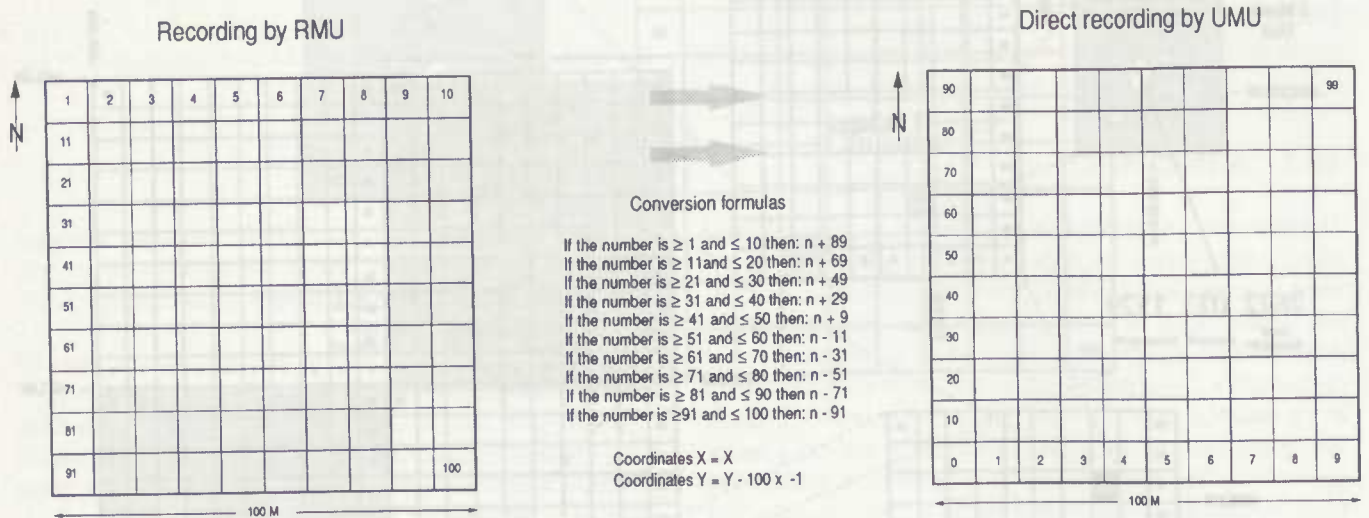 Recording by RMU
Direct recording by UMU
N
1 2 3 4 5 6 7 8 9 10
11
21
31
41
51
61
71
81
91 100
100 M
Conversion formulas
If the number is ≥ 1 and ≤ 10 then: n + 89
If the number is ≥ 11and ≤ 20 then: n + 69
If the number is ≥ 21 and ≤ 30 then: n + 49
If the number is ≥ 31 and ≤ 40 then: n + 29
If the number is ≥ 41 and ≤ 50 then: n + 9
If the number is ≥ 51 and ≤ 60 then: n - 11
If the number is ≥ 61 and ≤ 70 then: n - 31
If the number is ≥ 71 and ≤ 80 then: n - 51
If the number is ≥ 81 and ≤ 90 then n - 71
If the number is ≥91 and ≤ 100 then: n - 91
Coordinates X = X
Coordinates Y = Y - 100 x -1
N
90 99
80
70
60
50
40
30
20
10
0 1 2 3 4 5 6 7 8 9
100 M